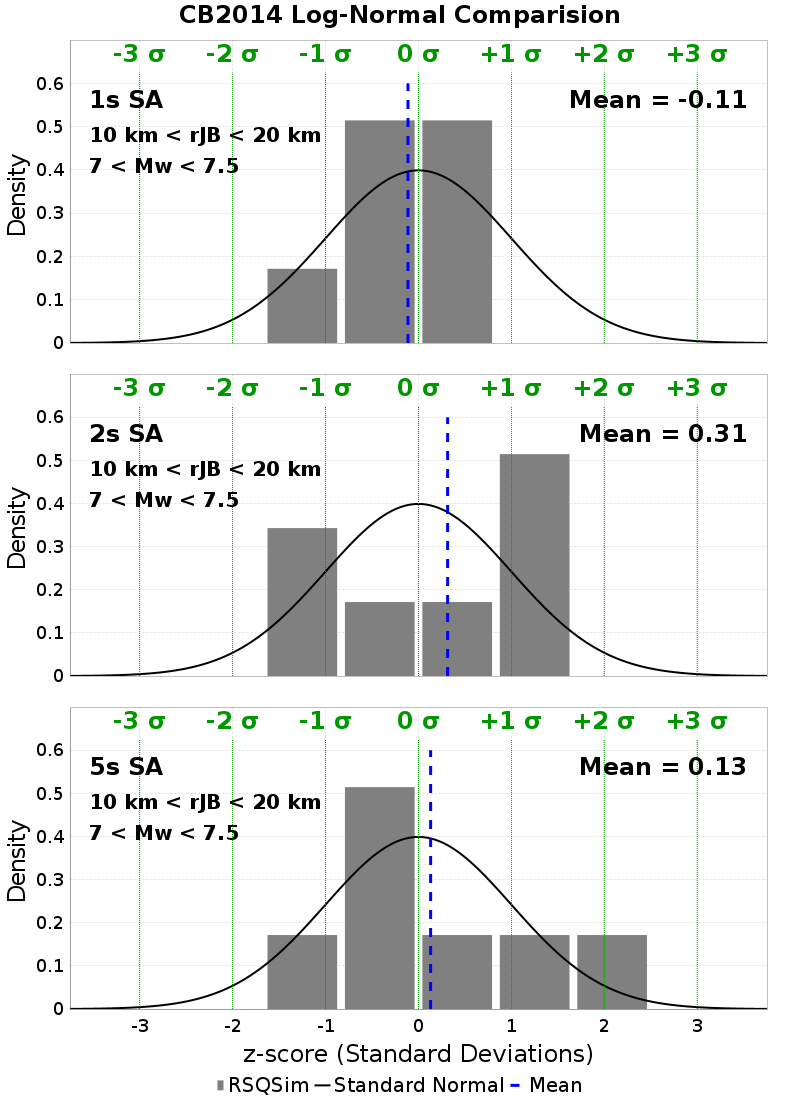 CB2014 Log-Normal Comparision
-3 σ -2 σ -1 σ 0 σ +1 σ +2 σ +3 σ
0.6
1s SA Mean = -0.11
0.5
10 km < rJB < 20 km
7 < Mw < 7.5
0.4
0.3
0.2
0.1
0
Density
-3 σ -2 σ -1 σ 0 σ +1 σ +2 σ +3 σ
0.6
2s SA Mean = 0.31
0.5
10 km < rJB < 20 km
7 < Mw < 7.5
0.4
0.3
0.2
0.1
0
Density
-3 σ -2 σ -1 σ 0 σ +1 σ +2 σ +3 σ
0.6
5s SA Mean = 0.13
0.5
10 km < rJB < 20 km
7 < Mw < 7.5
0.4
0.3
0.2
0.1
0
Density
-3 -2 -1 0 1 2 3
z-score (Standard Deviations)
RSQSim Standard Normal Mean